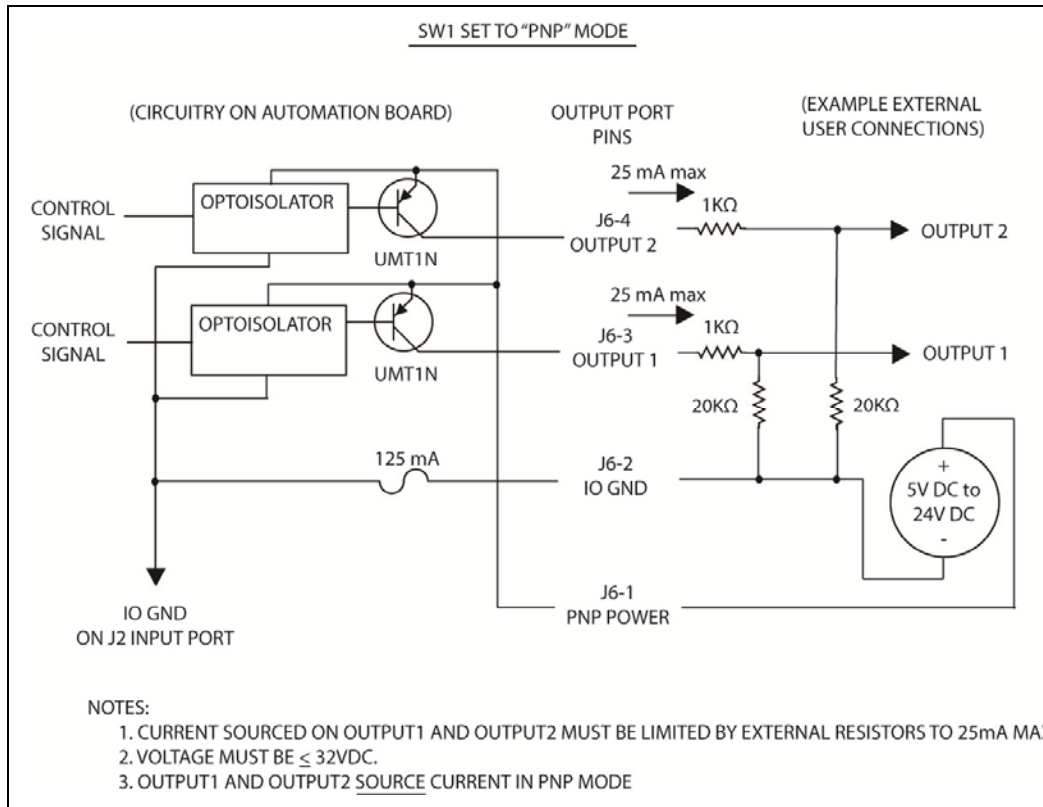 SW1 SET TO "PNP" MODE
(CIRCUITRY ON AUTOMATION BOARD)
OUTPUT PORT
PINS
(EXAMPLE EXTERNAL
USER CONNECTIONS)
25 mA max
CONTROL
SIGNAL
OPTOISOLATOR
UMT1N
J6-4
OUTPUT 2
1KΩ
OUTPUT 2
25 mA max
CONTROL
SIGNAL
OPTOISOLATOR
UMT1N
J6-3
OUTPUT 1
1KΩ
OUTPUT 1
20KΩ
20KΩ
125 mA
J6-2
IO GND
+
5V DC to
24V DC
-
J6-1
PNP POWER
IO GND
ON J2 INPUT PORT
NOTES:
1. CURRENT SOURCED ON OUTPUT1 AND OUTPUT2 MUST BE LIMITED BY EXTERNAL RESISTORS TO 25mA MA
2. VOLTAGE MUST BE ≤ 32VDC.
3. OUTPUT1 AND OUTPUT2 SOURCE CURRENT IN PNP MODE